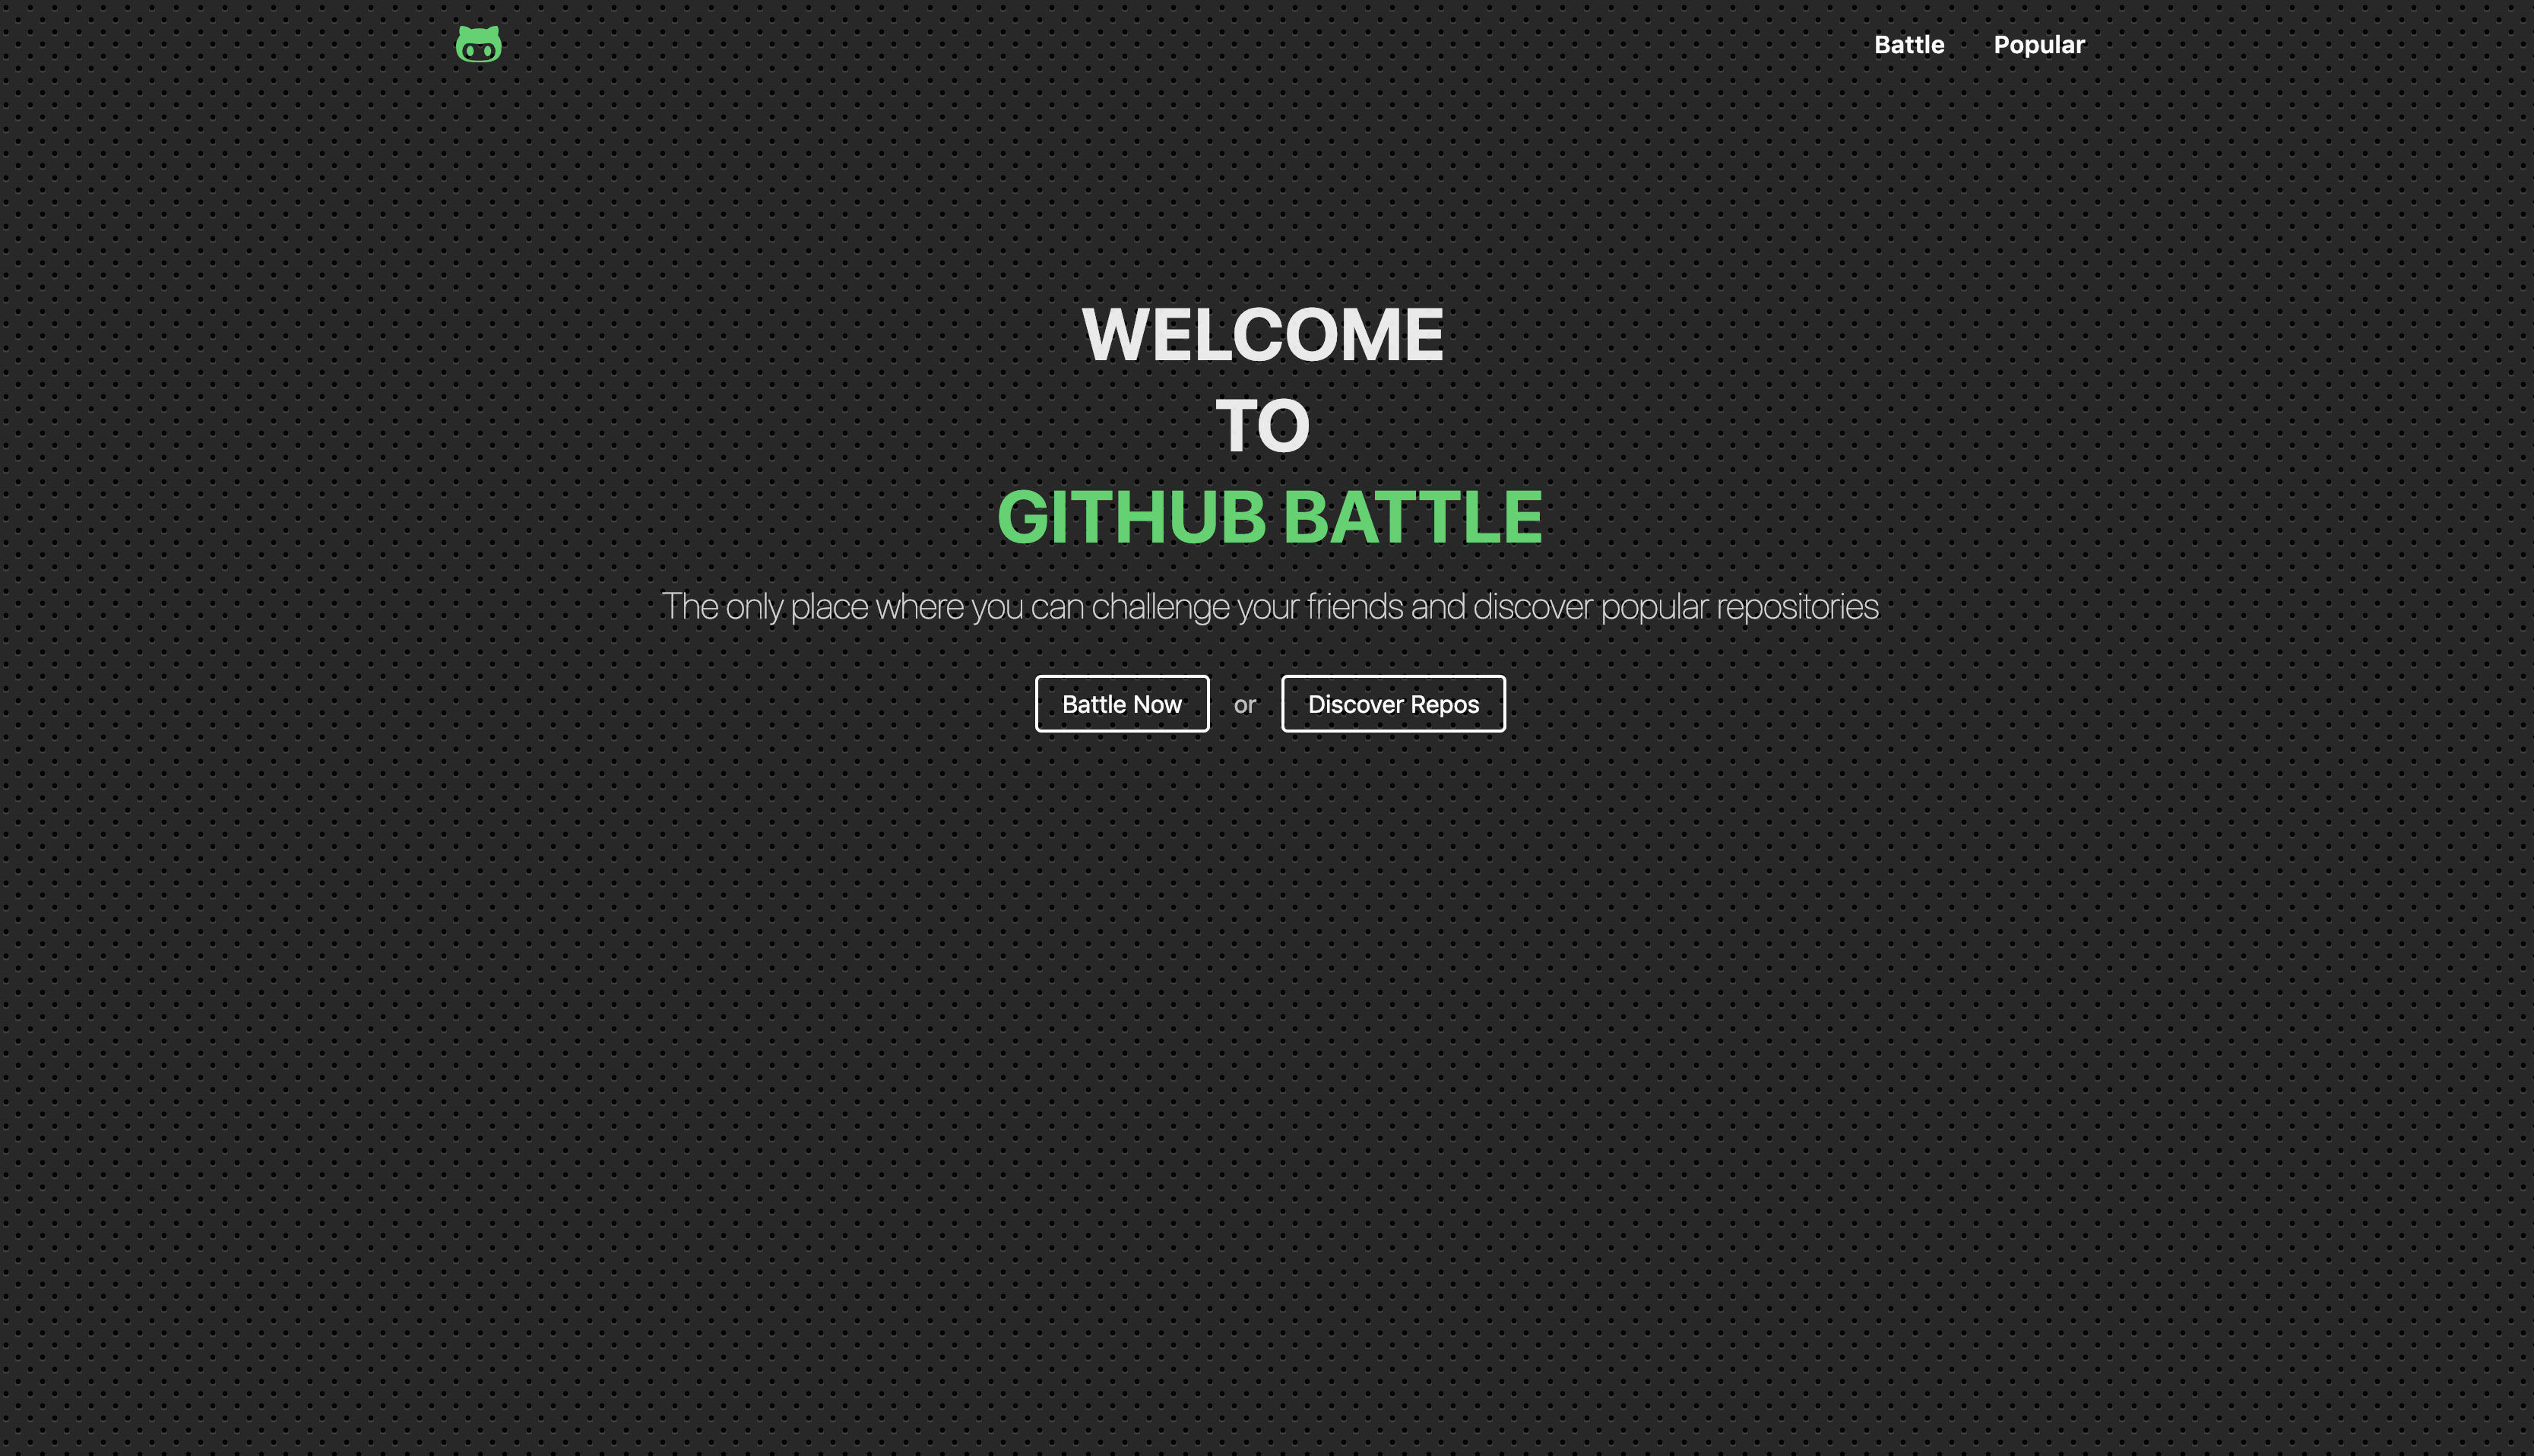 Battle Popular
WELCOME
TO
GITHUB BATTLE
The only place where you can challenge your friends and discover popular repositories
Battle Now or Discover Repos